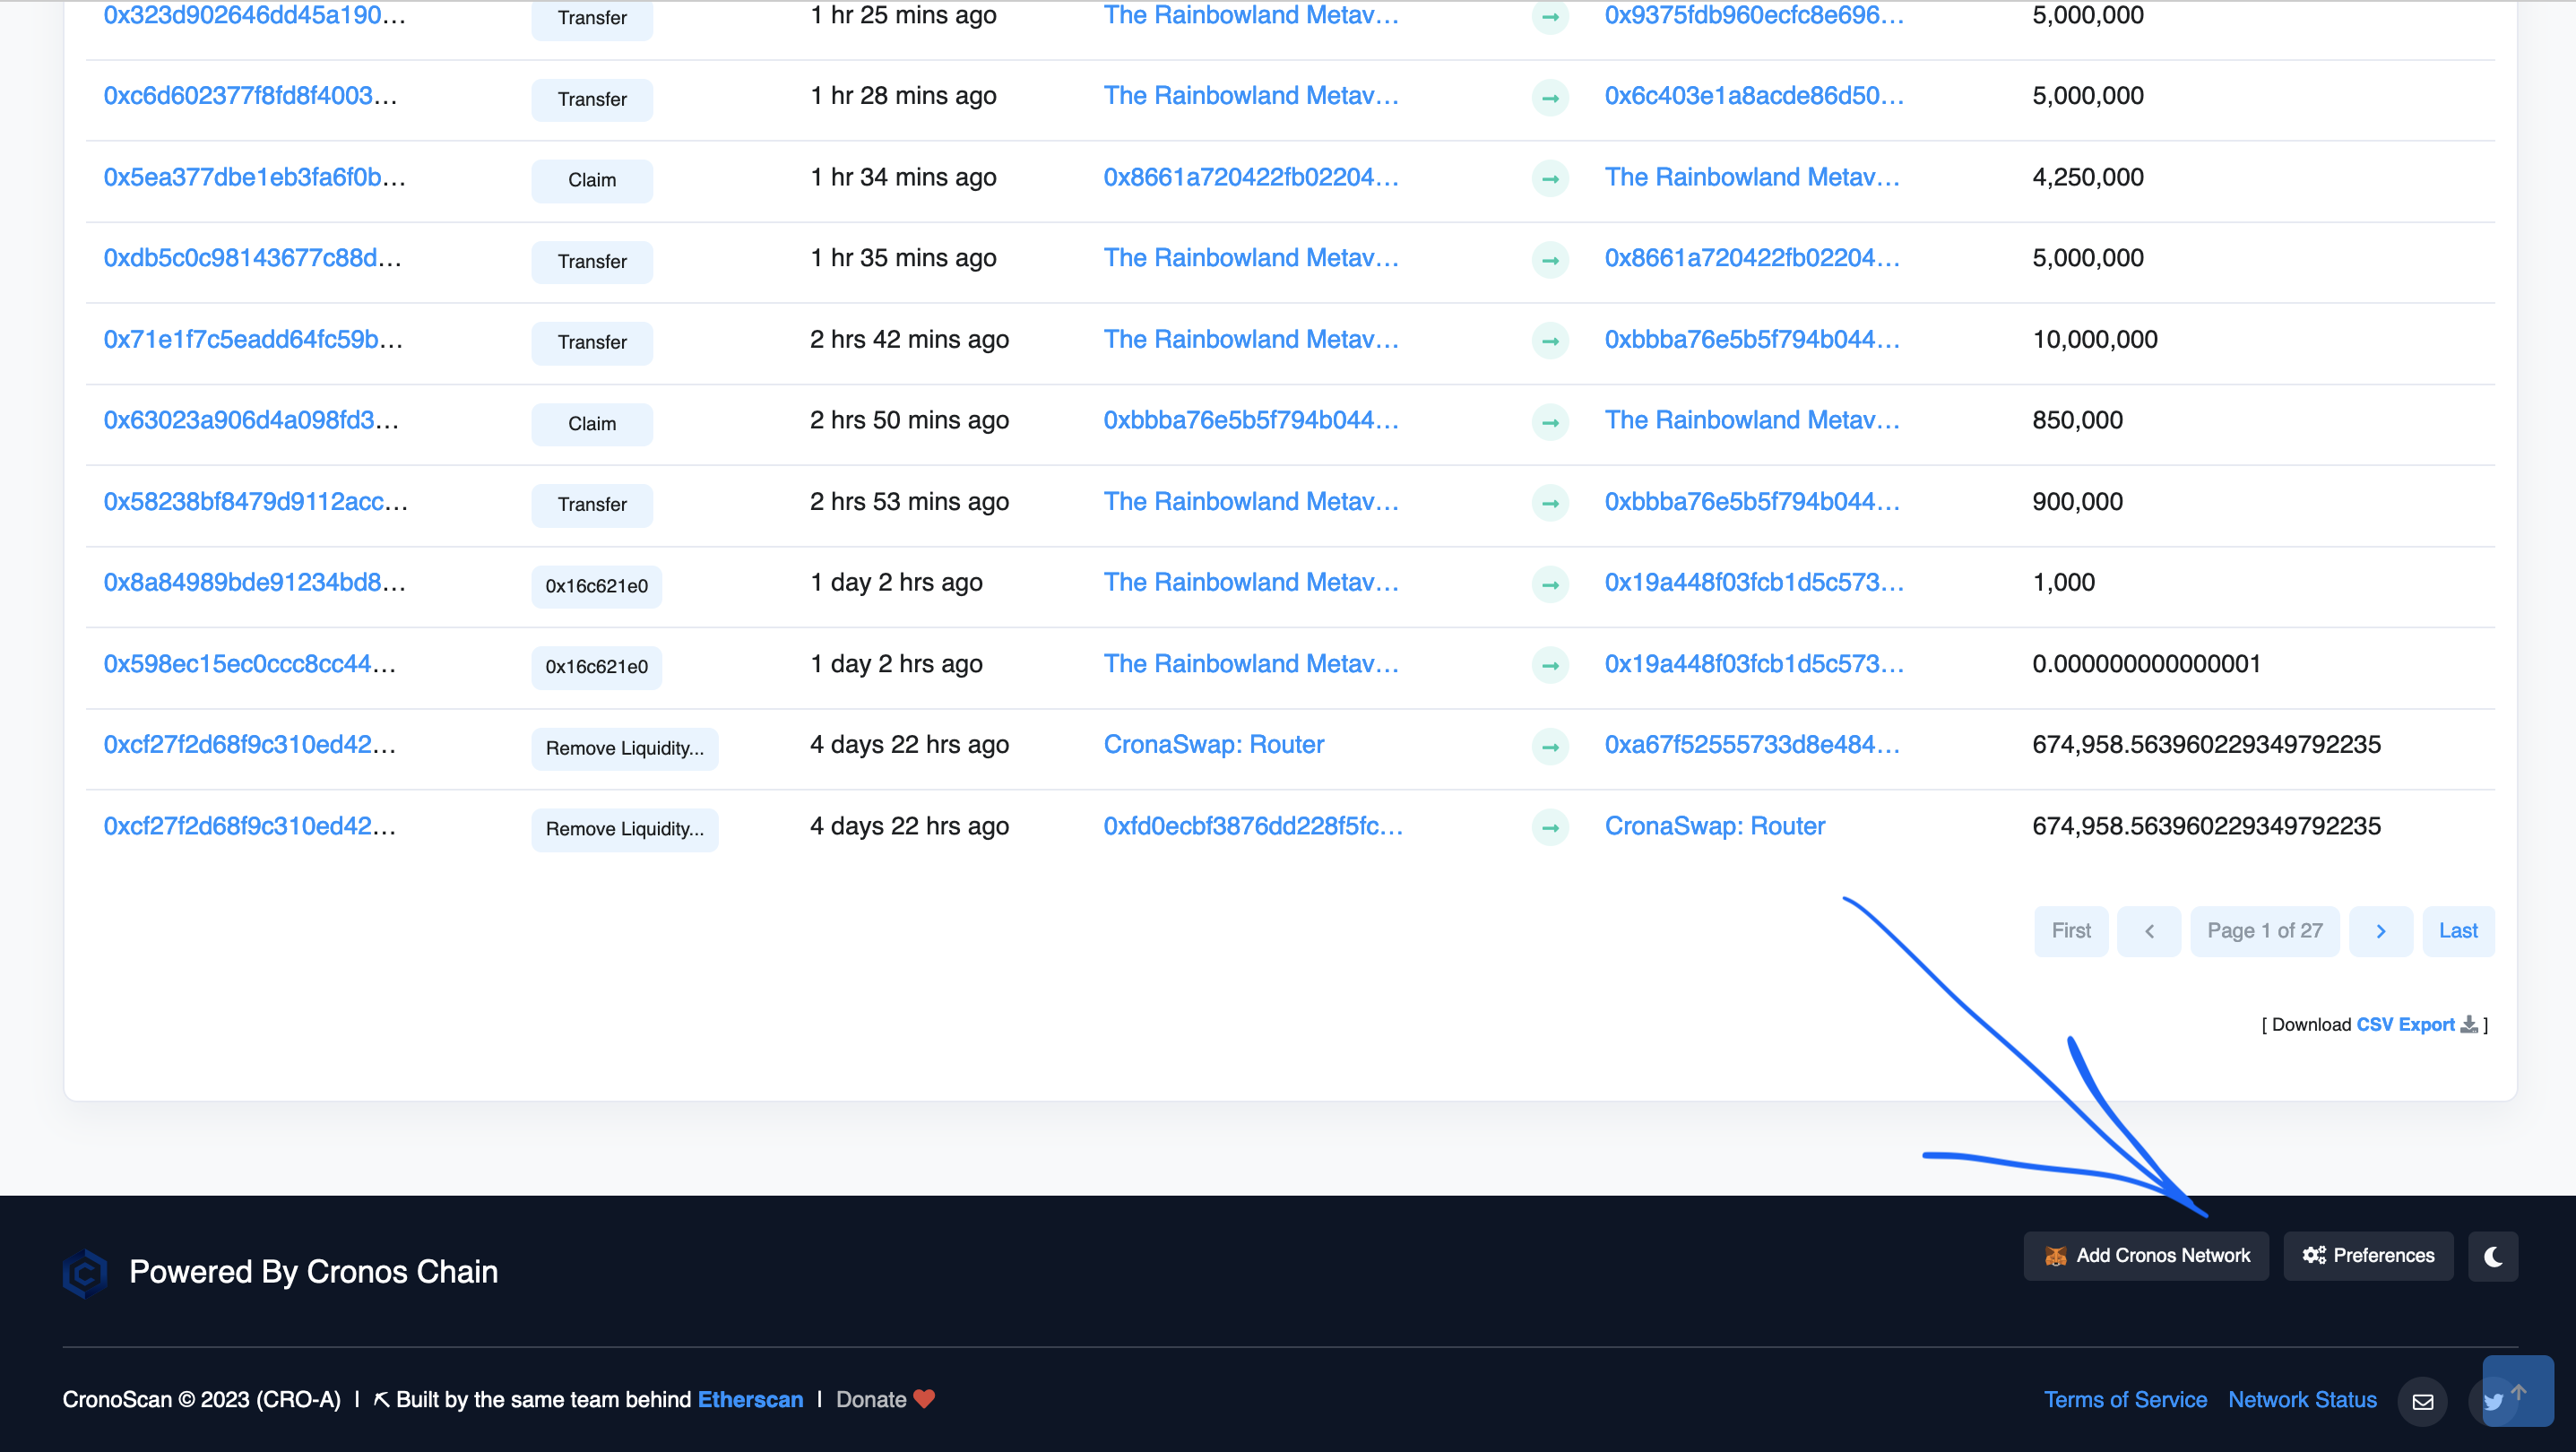 0x323d902646dd45a190... Transfer 1 hr 25 mins ago The Rainbowland Metav... 0x9375fdb960ecfc8e696... 5,000,000
0xc6d602377f8fd8f4003... Transfer 1 hr 28 mins ago The Rainbowland Metav... 0x6c403e1a8acde86d50... 5,000,000
0x5ea377dbe1eb3fa6f0b... Claim 1 hr 34 mins ago 0x8661a720422fb02204... The Rainbowland Metav... 4,250,000
0xdb5c0c98143677c88d... Transfer 1 hr 35 mins ago The Rainbowland Metav... 0x8661a720422fb02204... 5,000,000
0x71e1f7c5eadd64fc59b... Transfer 2 hrs 42 mins ago The Rainbowland Metav... 0xbbba76e5b5f794b044... 10,000,000
0x63023a906d4a098fd3... Claim 2 hrs 50 mins ago 0xbbba76e5b5f794b044... The Rainbowland Metav... 850,000
0x58238bf8479d9112acc... Transfer 2 hrs 53 mins ago The Rainbowland Metav... 0xbbba76e5b5f794b044... 900,000
0x8a84989bde91234bd8... 0x16c621e0 1 day 2 hrs ago The Rainbowland Metav... 0x19a448f03fcb1d5c573... 1,000
0x598ec15ec0ccc8cc44... 0x16c621e0 1 day 2 hrs ago The Rainbowland Metav... 0x19a448f03fcb1d5c573... 0.000000000000001
0xcf27f2d68f9c310ed42... Remove Liquidity... 4 days 22 hrs ago CronaSwap: Router 0xa67f52555733d8e484... 674,958.563960229349792235
0xcf27f2d68f9c310ed42... Remove Liquidity... 4 days 22 hrs ago 0xfd0ecbf3876dd228f5fc... CronaSwap: Router 674,958.563960229349792235
First Page 1 of 27 Last
[ Download CSV Export ]
Powered By Cronos Chain Add Cronos Network Preferences
CronoScan © 2023 (CRO-A) | Built by the same team behind Etherscan | Donate Terms of Service Network Status